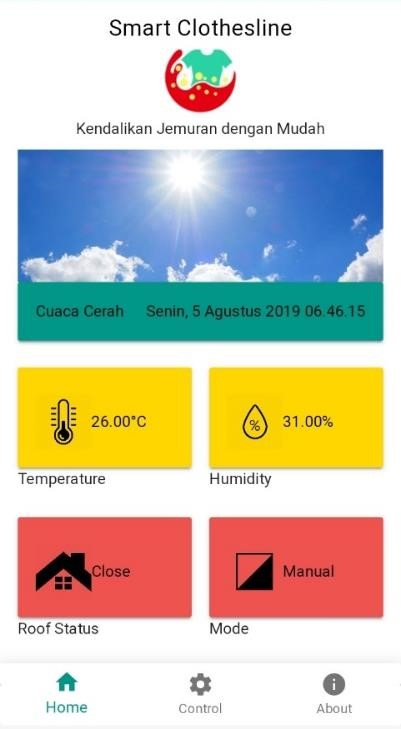 Smart Clothesline
Kendalikan Jemuran dengan Mudah
Cuaca Cerah Senin, 5 Agustus 2019 06.46.15
26.00°C
31.00%
Temperature
Humidity
Close
Manual
Roof Status
Mode
Home
Control
About